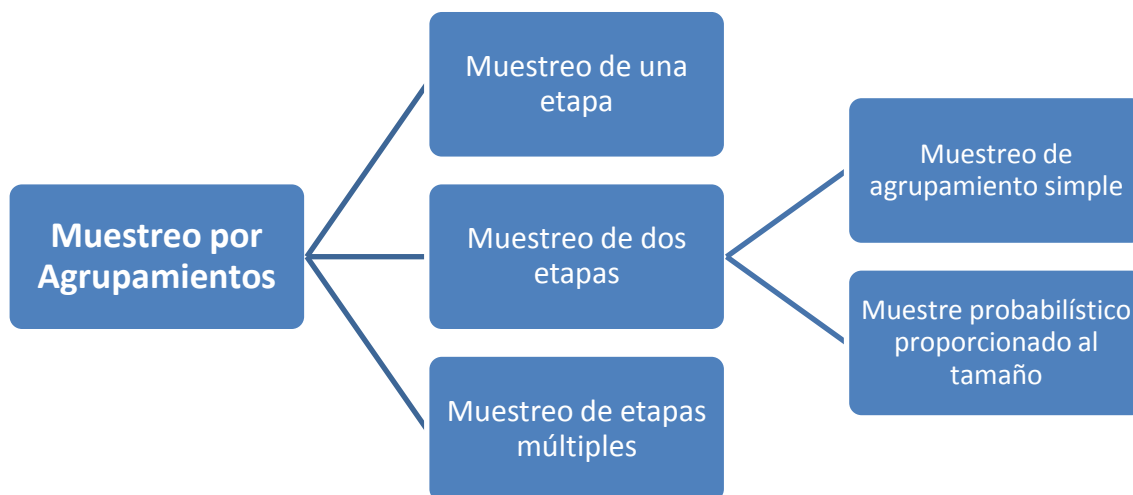 Muestreo por
Agrupamientos
Muestreo de una
etapa
Muestreo de dos
etapas
Muestreo de etapas
múltiples
Muestreo de
agrupamiento simple
Muestre probabilístico
proporcionado al
tamaño